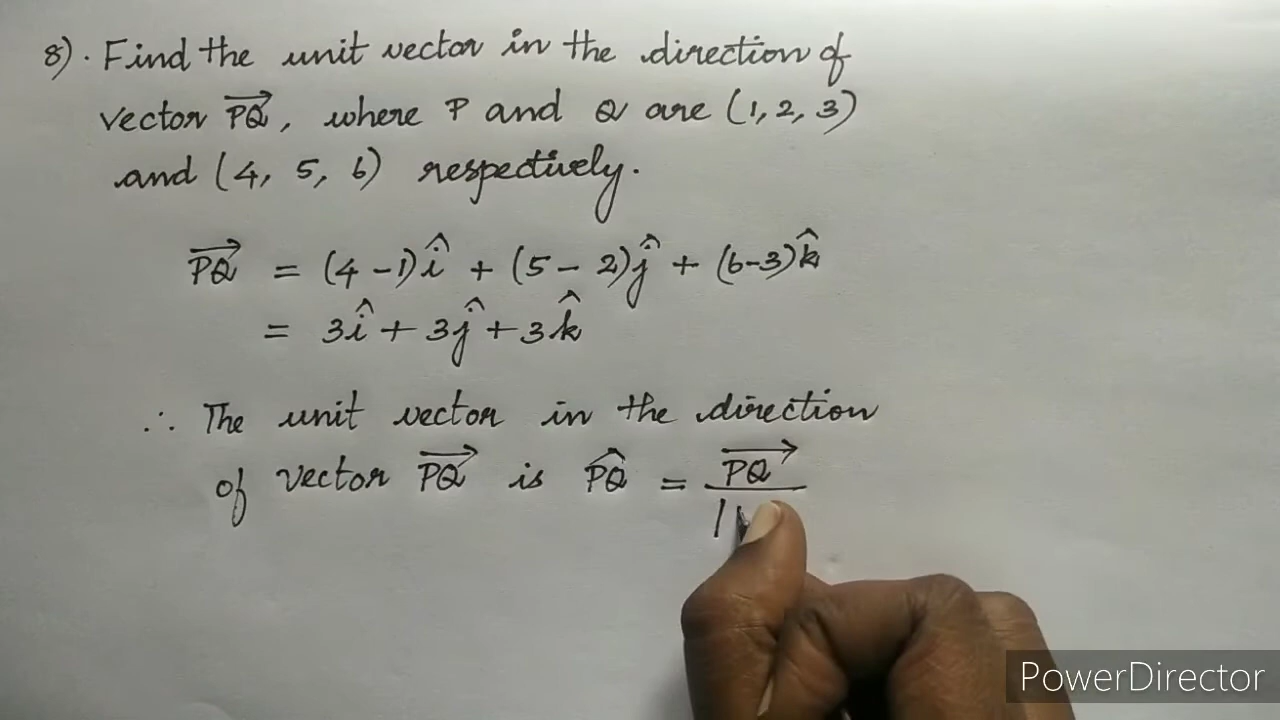 8). Find the unit vector in the direction of
vector PQ⃗, where P and Q are (1, 2, 3)
and (4, 5, 6) respectively.
PQ⃗ = (4 - 1)î + (5 - 2)ĵ + (6-3)k̂
= 3î + 3ĵ + 3k̂
∴ The unit vector in the direction
of vector PQ⃗ is P̂Q = PQ⃗ / |
PowerDirector